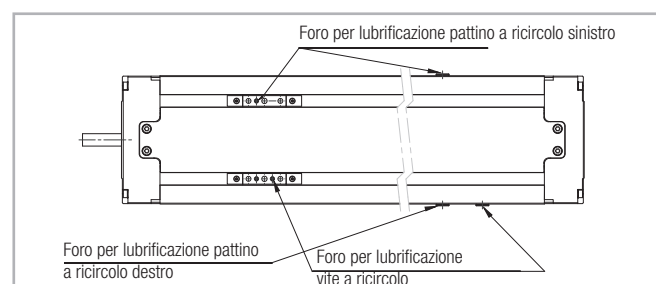 Foro per lubrificazione pattino a ricircolo sinistro
Foro per lubrificazione pattino
a ricircolo destro
Foro per lubrificazione
vite a ricircolo